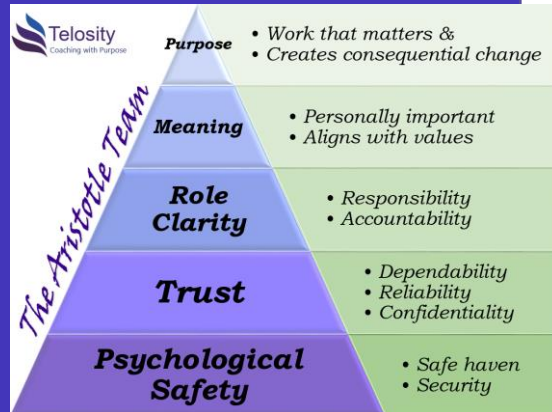 Telosity
Coaching with Purpose
The Aristotle Team
Purpose
• Work that matters &
• Creates consequential change
Meaning
• Personally important
• Aligns with values
Role
Clarity
• Responsibility
• Accountability
Trust
• Dependability
• Reliability
• Confidentiality
Psychological
Safety
• Safe haven
• Security